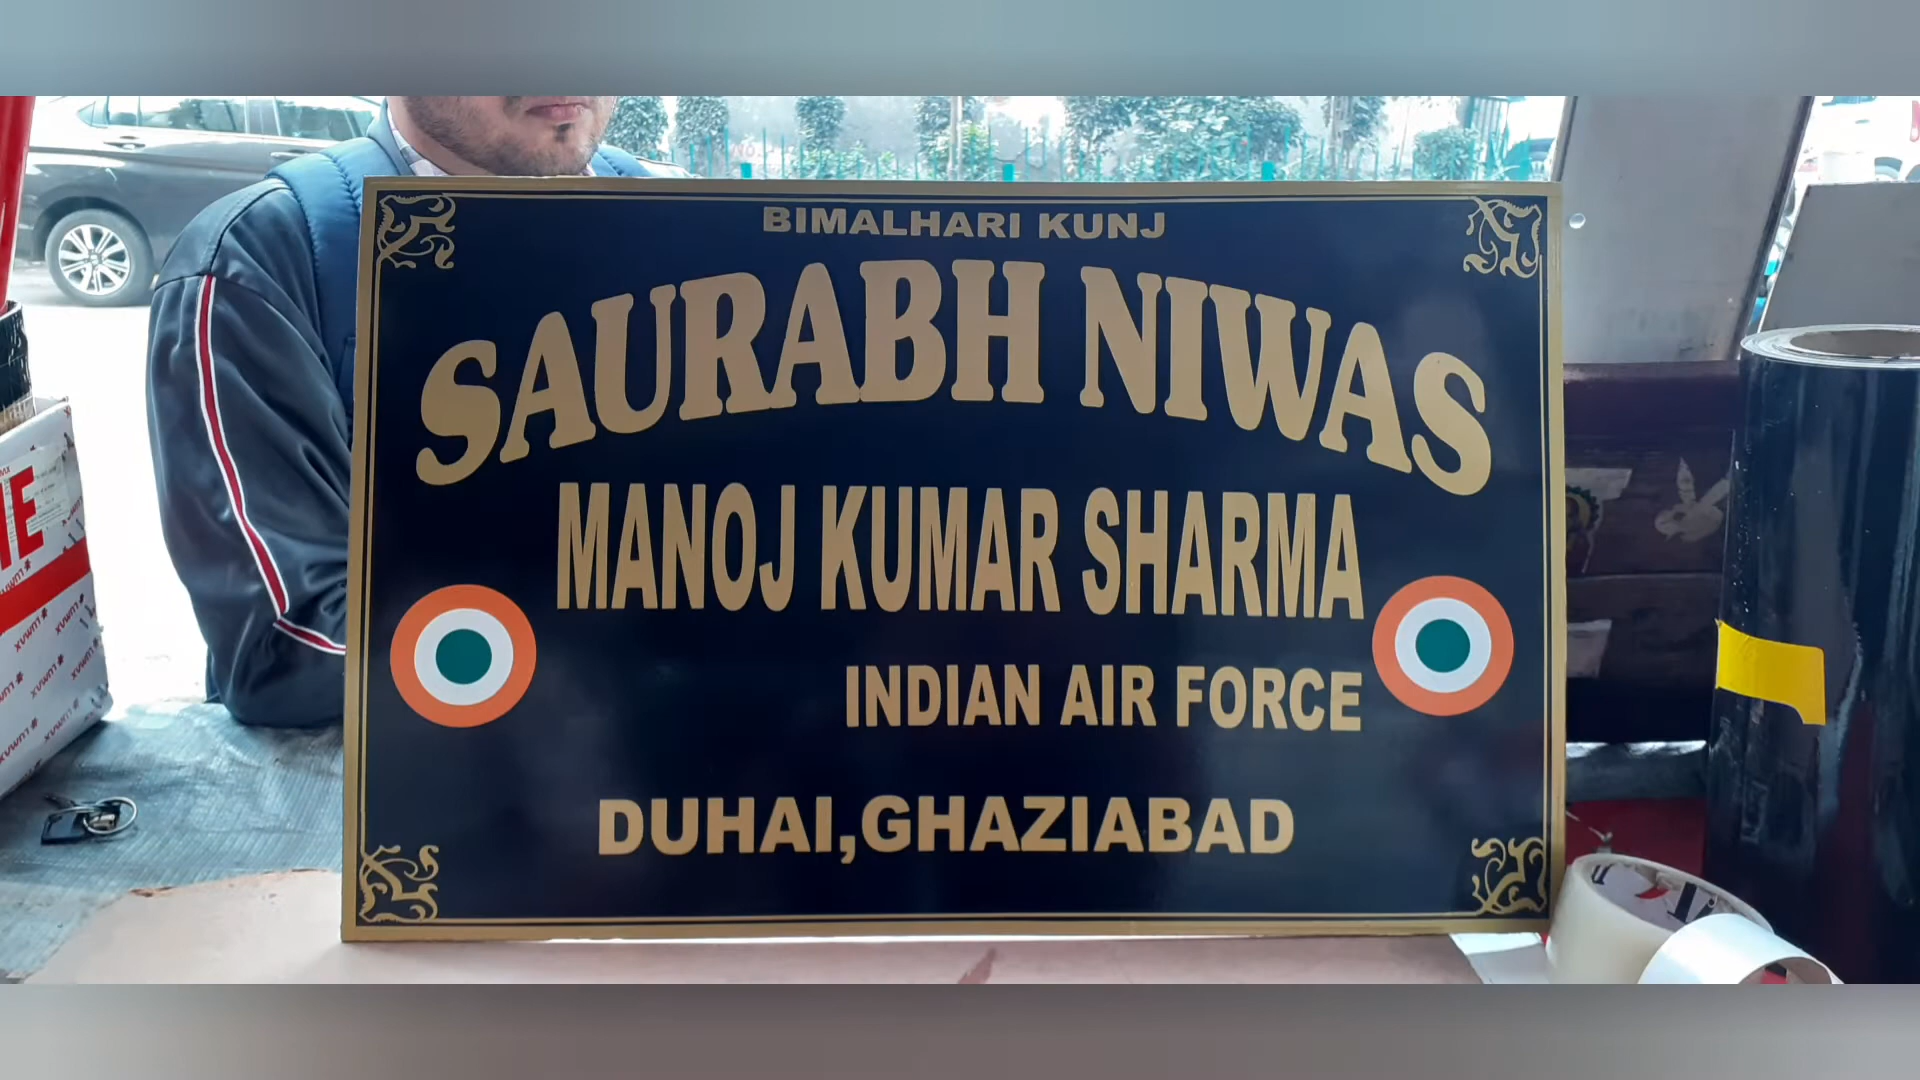 BIMALHARI KUNJ
SAURABH NIWAS
MANOJ KUMAR SHARMA
INDIAN AIR FORCE
DUHAI,GHAZIABAD